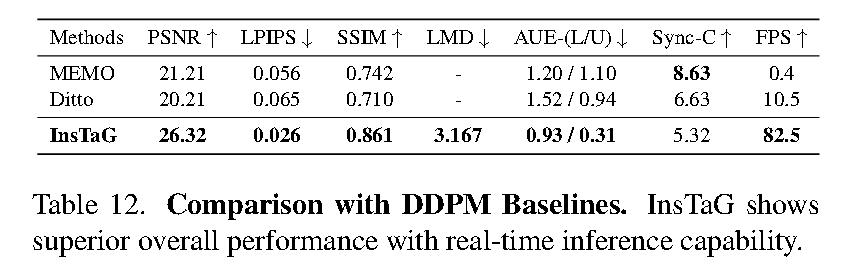 Methods PSNR ↑ LPIPS ↓ SSIM ↑ LMD ↓ AUE-(L/U) ↓ Sync-C ↑ FPS ↑
MEMO 21.21 0.056 0.742 - 1.20 / 1.10 8.63 0.4
Ditto 20.21 0.065 0.710 - 1.52 / 0.94 6.63 10.5
InsTaG 26.32 0.026 0.861 3.167 0.93 / 0.31 5.32 82.5
Table 12. Comparison with DDPM Baselines. InsTaG shows
superior overall performance with real-time inference capability.